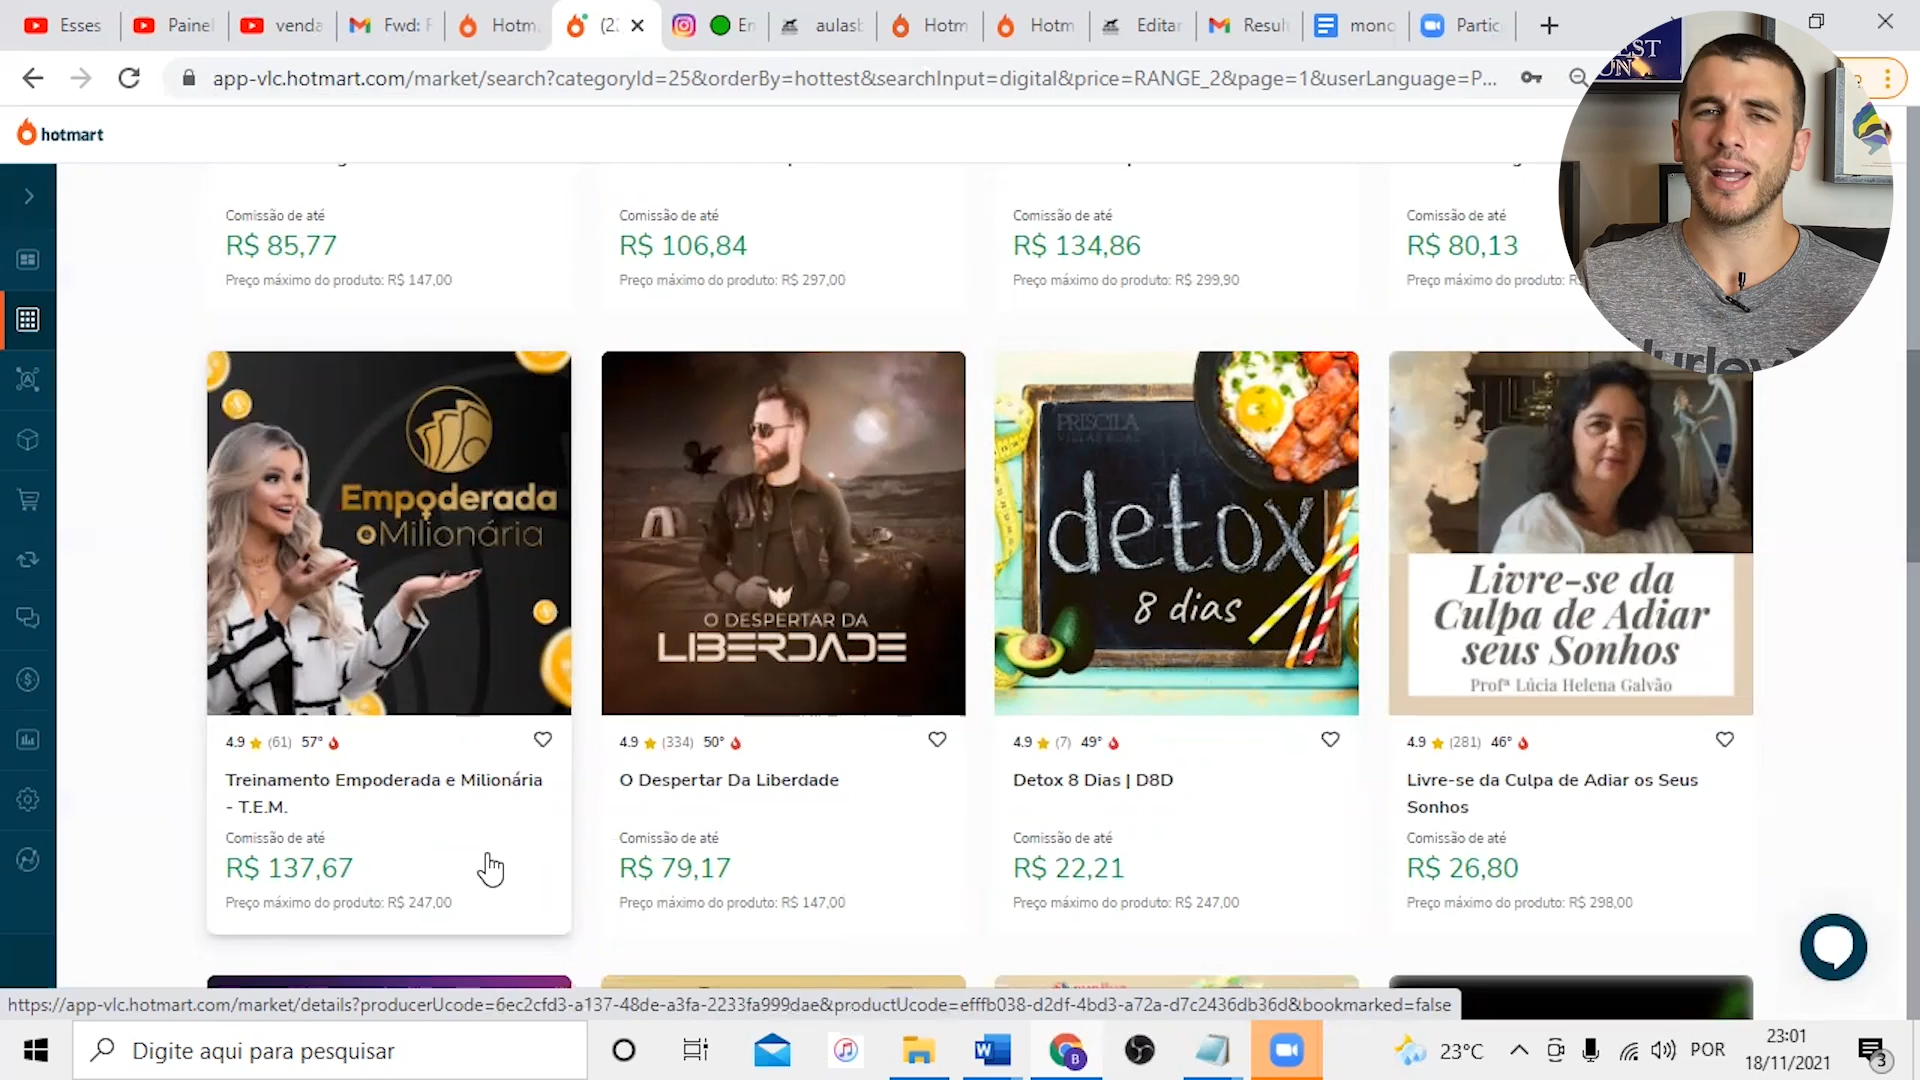 Esses
Painel
venda
Fwd: F
Hotm
(2
En
aulas
Hotm
Hotm
Editar
Resul
mono
Partic
app-vlc.hotmart.com/market/search?categoryId=25&orderBy=hottest&searchInput=digital&price=RANGE_2&page=1&userLanguage=P...
hotmart
Comissão de até
R$ 85,77
Preço máximo do produto: R$ 147,00
Comissão de até
R$ 106,84
Preço máximo do produto: R$ 297,00
Comissão de até
R$ 134,86
Preço máximo do produto: R$ 299,90
Comissão de até
R$ 80,13
Preço máximo do produto: R$
Hurley
Empoderada
e Milionária
O DESPERTAR DA
LIBERDADE
PRISCILA
detox
8 dias
Livre-se da
Culpa de Adiar
seus Sonhos
Profª Lúcia Helena Galvão
4.9 (61) 57°
Treinamento Empoderada e Milionária
- T.E.M.
Comissão de até
R$ 137,67
Preço máximo do produto: R$ 247,00
4.9 (334) 50°
O Despertar Da Liberdade
Comissão de até
R$ 79,17
Preço máximo do produto: R$ 147,00
4.9 (7) 49°
Detox 8 Dias | D8D
Comissão de até
R$ 22,21
Preço máximo do produto: R$ 247,00
4.9 (281) 46°
Livre-se da Culpa de Adiar os Seus
Sonhos
Comissão de até
R$ 26,80
Preço máximo do produto: R$ 298,00
https://app-vlc.hotmart.com/market/details?producerUcode=6ec2cfd3-a137-48de-a3fa-2233fa999dae&productUcode=efffb038-d2df-4bd3-a72a-d7c2436db36d&bookmarked=false
Digite aqui para pesquisar
23°C
POR
23:01
18/11/2021
3